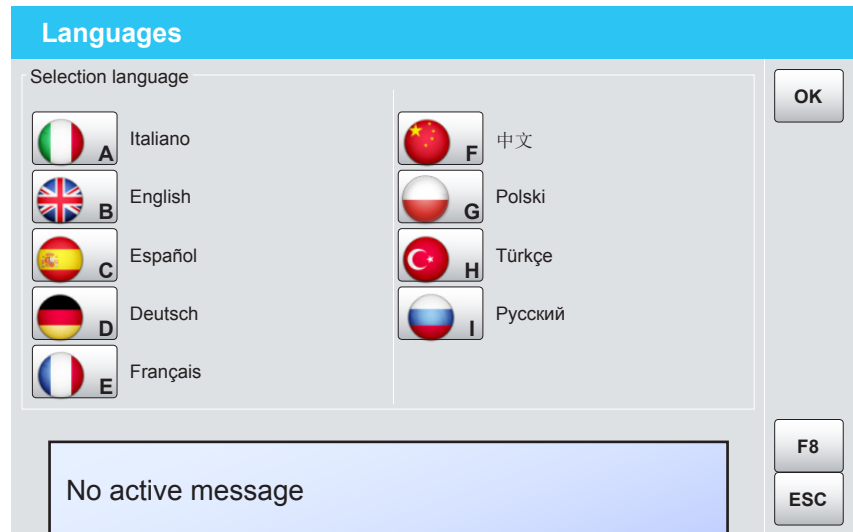 Languages
Selection language
OK
A Italiano
B English
C Español
D Deutsch
E Français
F 中文
G Polski
H Türkçe
I Русский
No active message
F8
ESC